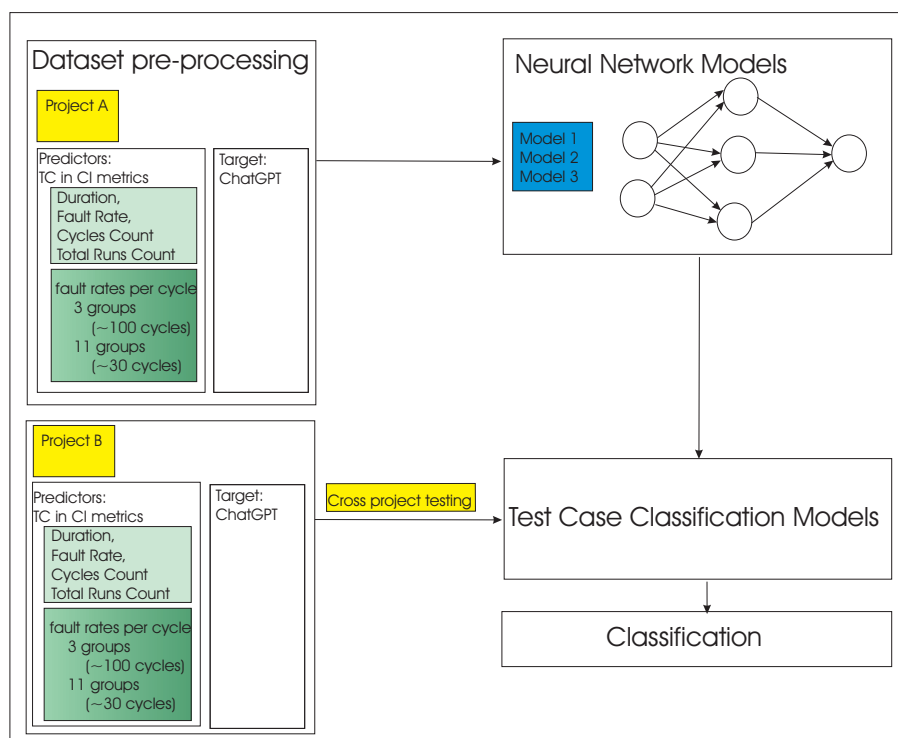 Dataset pre-processing
Project A
Predictors:
TC in CI metrics
Duration,
Fault Rate,
Cycles Count
Total Runs Count
fault rates per cycle
3 groups
(~100 cycles)
11 groups
(~30 cycles)
Target:
ChatGPT
Neural Network Models
Model 1
Model 2
Model 3
Project B
Predictors:
TC in CI metrics
Duration,
Fault Rate,
Cycles Count
Total Runs Count
fault rates per cycle
3 groups
(~100 cycles)
11 groups
(~30 cycles)
Target:
ChatGPT
Cross project testing
Test Case Classification Models
Classification